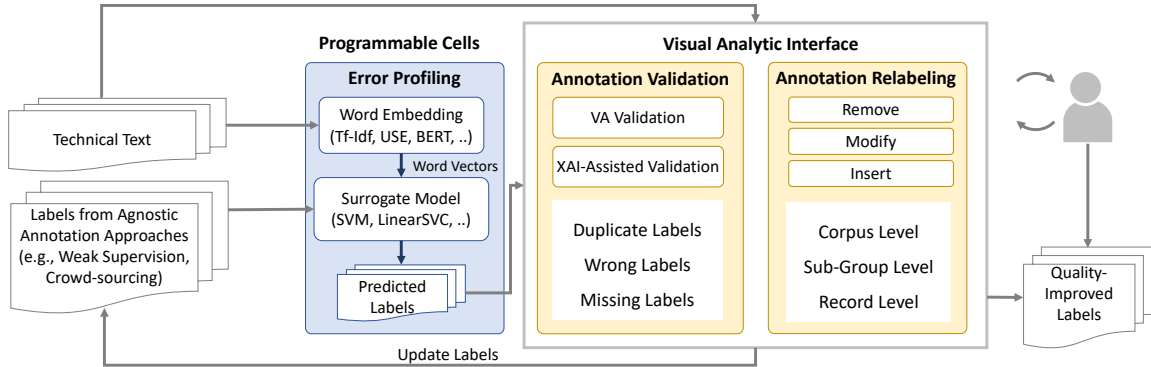 Programmable Cells
Visual Analytic Interface
Error Profiling
Annotation Validation
Annotation Relabeling
Technical Text
Word Embedding
(Tf-Idf, USE, BERT, ..)
Word Vectors
Surrogate Model
(SVM, LinearSVC, ..)
Predicted
Labels
Labels from Agnostic
Annotation Approaches
(e.g., Weak Supervision,
Crowd-sourcing)
VA Validation
XAI-Assisted Validation
Duplicate Labels
Wrong Labels
Missing Labels
Remove
Modify
Insert
Corpus Level
Sub-Group Level
Record Level
Quality-
Improved
Labels
Update Labels